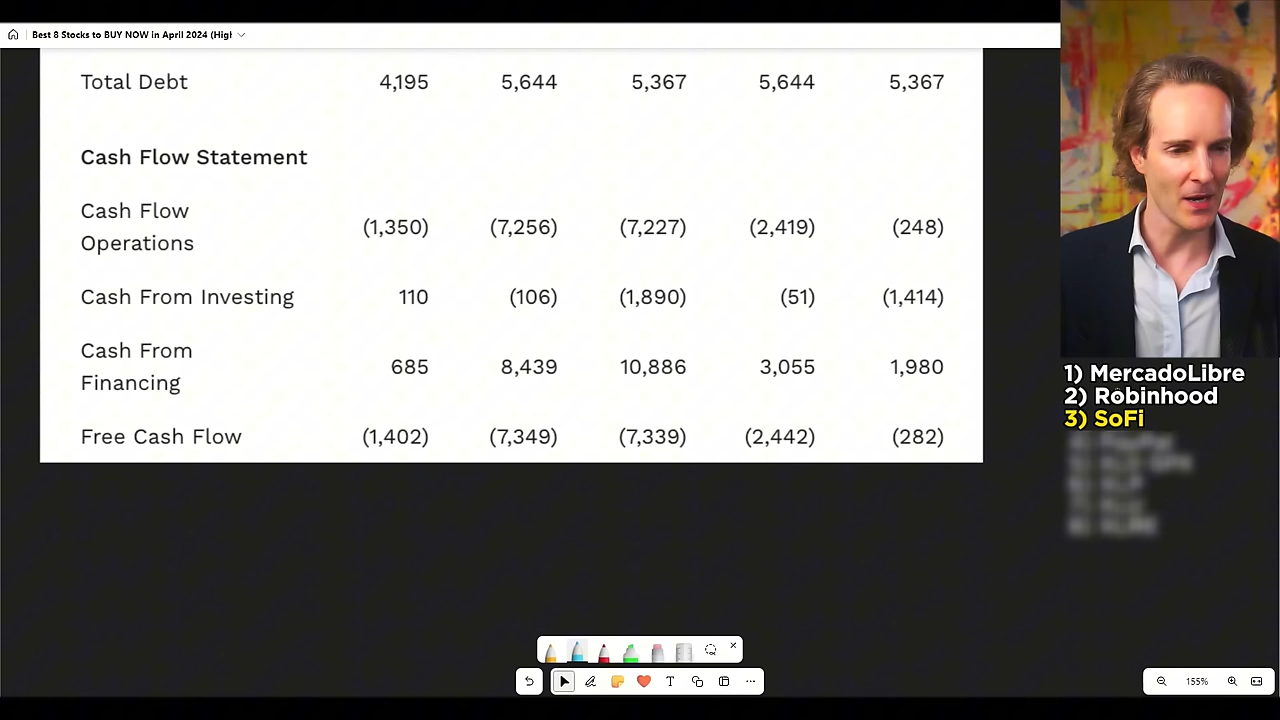 Best 8 Stocks to BUY NOW in April 2024 (High
Total Debt 4,195 5,644 5,367 5,644 5,367
Cash Flow Statement
Cash Flow
Operations (1,350) (7,256) (7,227) (2,419) (248)
Cash From Investing 110 (106) (1,890) (51) (1,414)
Cash From
Financing 685 8,439 10,886 3,055 1,980
Free Cash Flow (1,402) (7,349) (7,339) (2,442) (282)
1) MercadoLibre
2) Robinhood
3) SoFi
T
155%